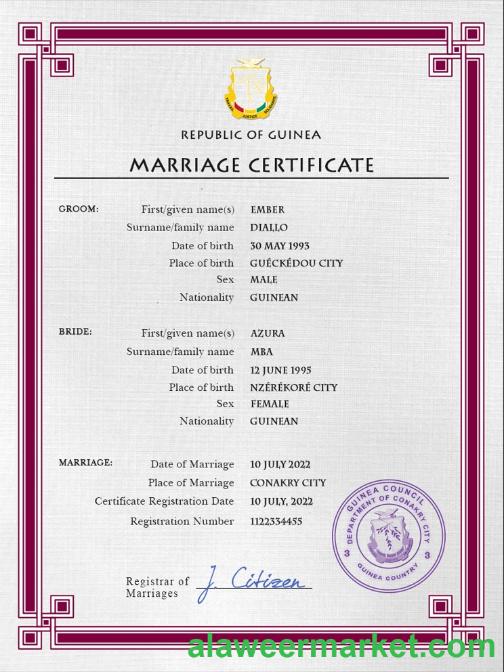 REPUBLIC OF GUINEA
MARRIAGE CERTIFICATE
GROOM: First/given name(s) EMBER
Surname/family name DIALLO
Date of birth 30 MAY 1993
Place of birth GUÉCKÉDOU CITY
Sex MALE
Nationality GUINEAN
BRIDE: First/given name(s) AZURA
Surname/family name MBA
Date of birth 12 JUNE 1995
Place of birth NZÉRÉKORÉ CITY
Sex FEMALE
Nationality GUINEAN
MARRIAGE: Date of Marriage 10 JULY 2022
Place of Marriage CONAKRY CITY
Certificate Registration Date 10 JULY, 2022
Registration Number 1122334455
GUINEA COUNCIL
DEPARTMENT OF CONAKRY CITY
3 3
GUINEA COUNTRY
Registrar of J. Citizen
Marriages
alaweermarket.com